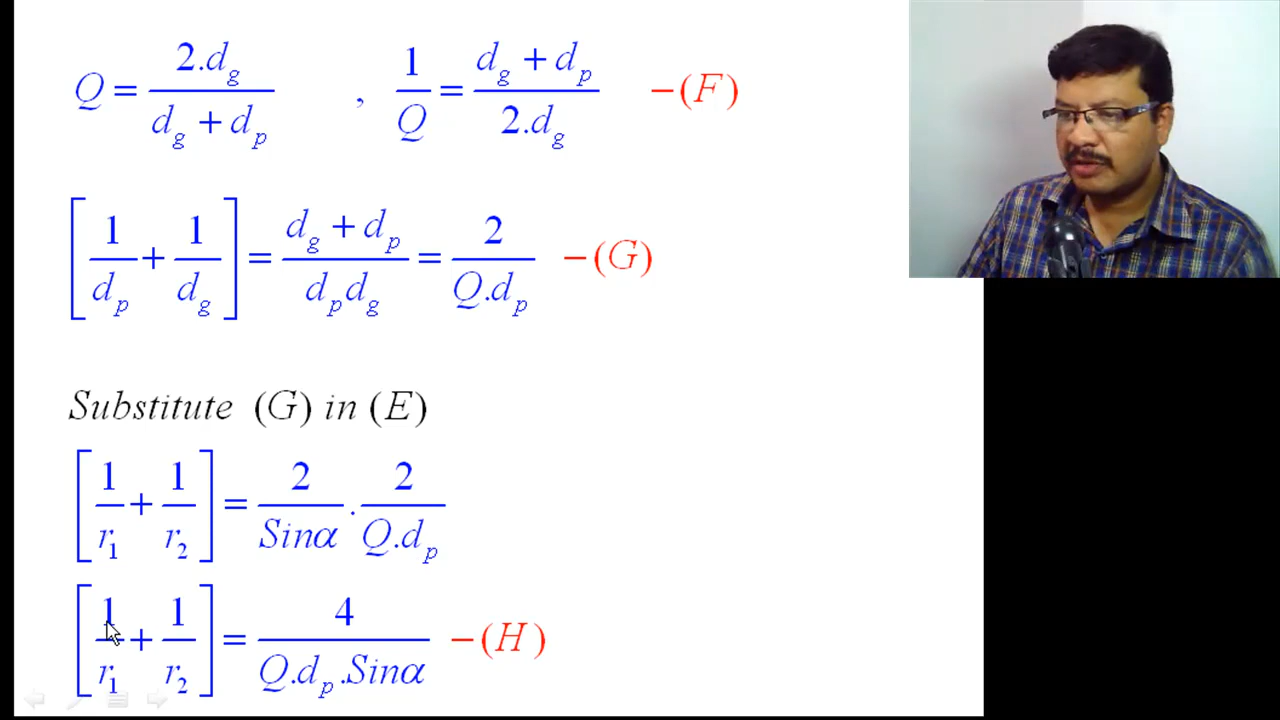 Q = 2.d_g / (d_g + d_p) , 1/Q = (d_g + d_p) / 2.d_g −(F)
[1/d_p + 1/d_g] = (d_g + d_p) / d_p d_g = 2 / Q.d_p −(G)
Substitute (G) in (E)
[1/r_1 + 1/r_2] = 2/Sinα . 2/Q.d_p
[1/r_1 + 1/r_2] = 4 / Q.d_p.Sinα −(H)